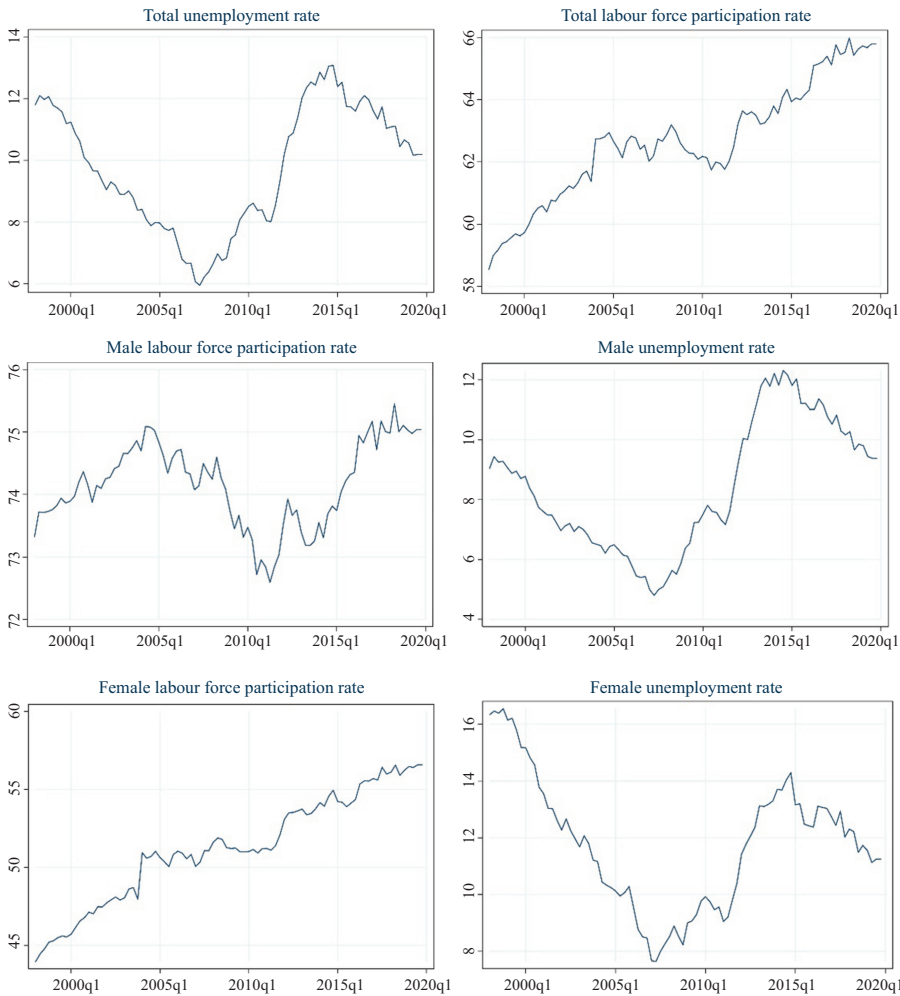 Total unemployment rate
14
12
10
8
6
2000q1 2005q1 2010q1 2015q1 2020q1
Total labour force participation rate
66
64
62
60
58
2000q1 2005q1 2010q1 2015q1 2020q1
Male labour force participation rate
76
75
74
73
72
2000q1 2005q1 2010q1 2015q1 2020q1
Male unemployment rate
12
10
8
6
4
2000q1 2005q1 2010q1 2015q1 2020q1
Female labour force participation rate
60
55
50
45
2000q1 2005q1 2010q1 2015q1 2020q1
Female unemployment rate
16
14
12
10
8
2000q1 2005q1 2010q1 2015q1 2020q1